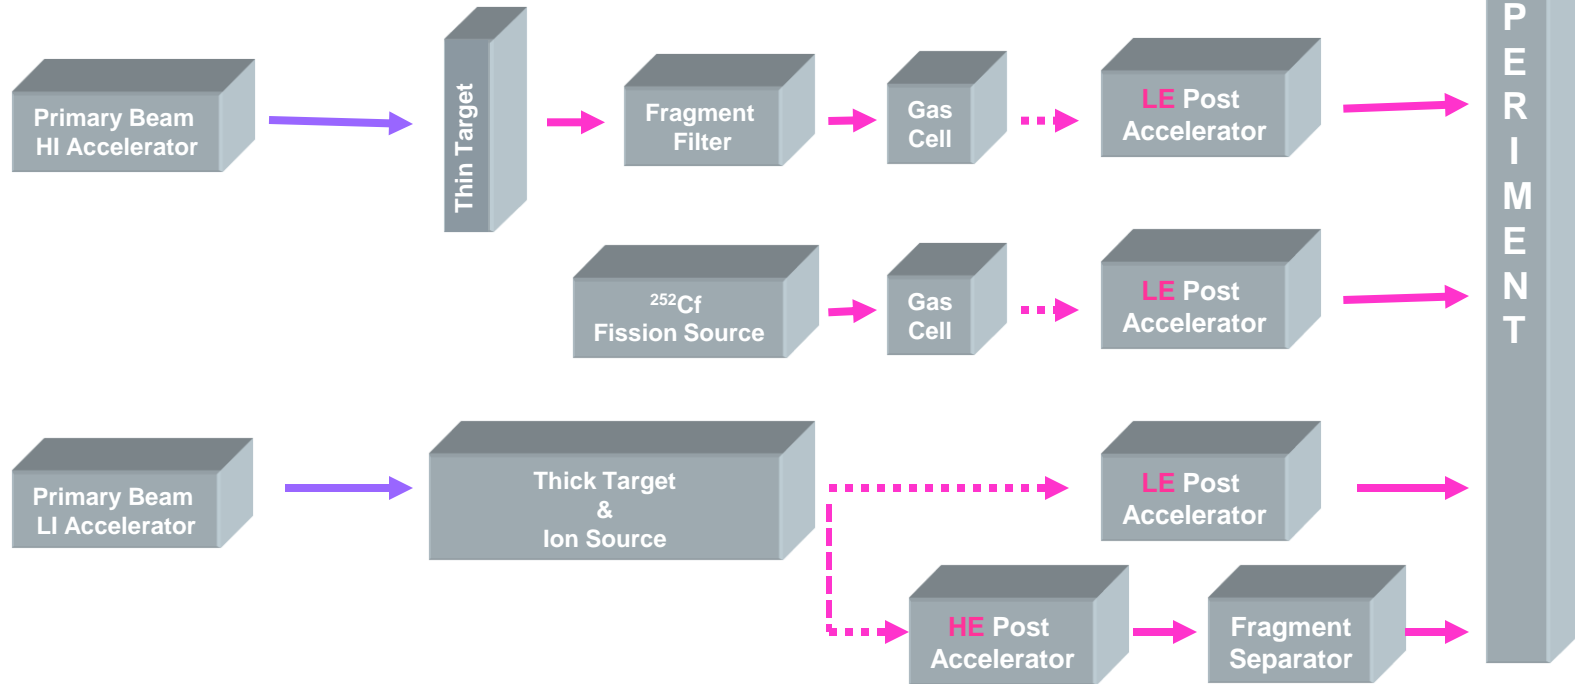 Primary Beam
HI Accelerator
Thin Target
Fragment
Filter
Gas
Cell
LE Post
Accelerator
P
E
R
I
M
E
N
T
²⁵²Cf
Fission Source
Gas
Cell
LE Post
Accelerator
Primary Beam
LI Accelerator
Thick Target
&
Ion Source
LE Post
Accelerator
HE Post
Accelerator
Fragment
Separator